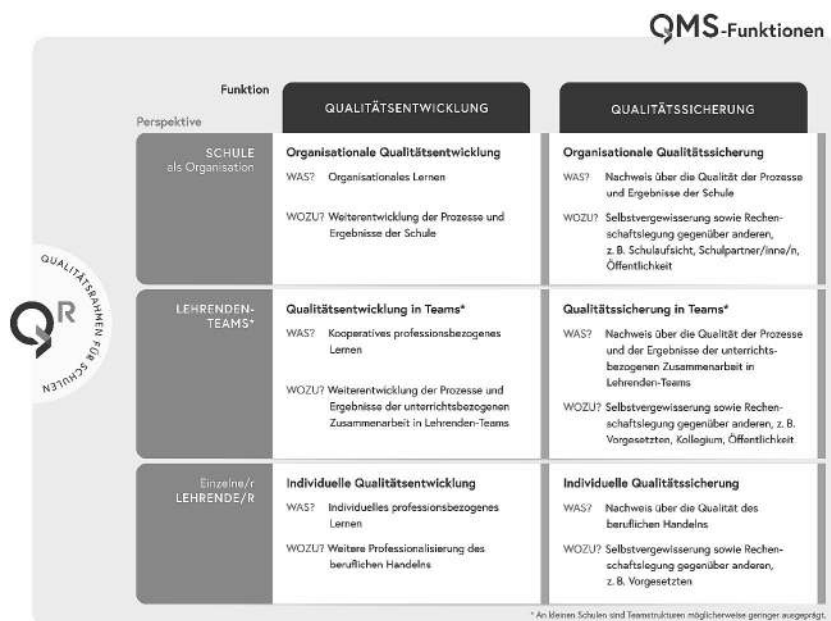 QMS-Funktionen
Funktion
Perspektive
QUALITÄTSENTWICKLUNG
QUALITÄTSSICHERUNG
QUALITÄTSRAHMEN FÜR SCHULEN
QR
SCHULE
als Organisation
Organisationale Qualitätsentwicklung
WAS? Organisationales Lernen
WOZU? Weiterentwicklung der Prozesse und
Ergebnisse der Schule
Organisationale Qualitätssicherung
WAS? Nachweis über die Qualität der Prozesse
und Ergebnisse der Schule
WOZU? Selbstvergewisserung sowie Rechen-
schaftslegung gegenüber anderen,
z. B. Schulaufsicht, Schulpartner/inne/n,
Öffentlichkeit
LEHRENDEN-
TEAMS*
Qualitätsentwicklung in Teams*
WAS? Kooperatives professionsbezogenes
Lernen
WOZU? Weiterentwicklung der Prozesse und
Ergebnisse der unterrichtsbezogenen
Zusammenarbeit in Lehrenden-Teams
Qualitätssicherung in Teams*
WAS? Nachweis über die Qualität der Prozesse
und der Ergebnisse der unterrichts-
bezogenen Zusammenarbeit in
Lehrenden-Teams
WOZU? Selbstvergewisserung sowie Rechen-
schaftslegung gegenüber anderen, z. B.
Vorgesetzten, Kollegium, Öffentlichkeit
Einzelne/r
LEHRENDE/R
Individuelle Qualitätsentwicklung
WAS? Individuelles professionsbezogenes
Lernen
WOZU? Weitere Professionalisierung des
beruflichen Handelns
Individuelle Qualitätssicherung
WAS? Nachweis über die Qualität des
beruflichen Handelns
WOZU? Selbstvergewisserung sowie Rechen-
schaftslegung gegenüber anderen,
z. B. Vorgesetzten
* An kleinen Schulen sind Teamstrukturen möglicherweise geringer ausgeprägt.